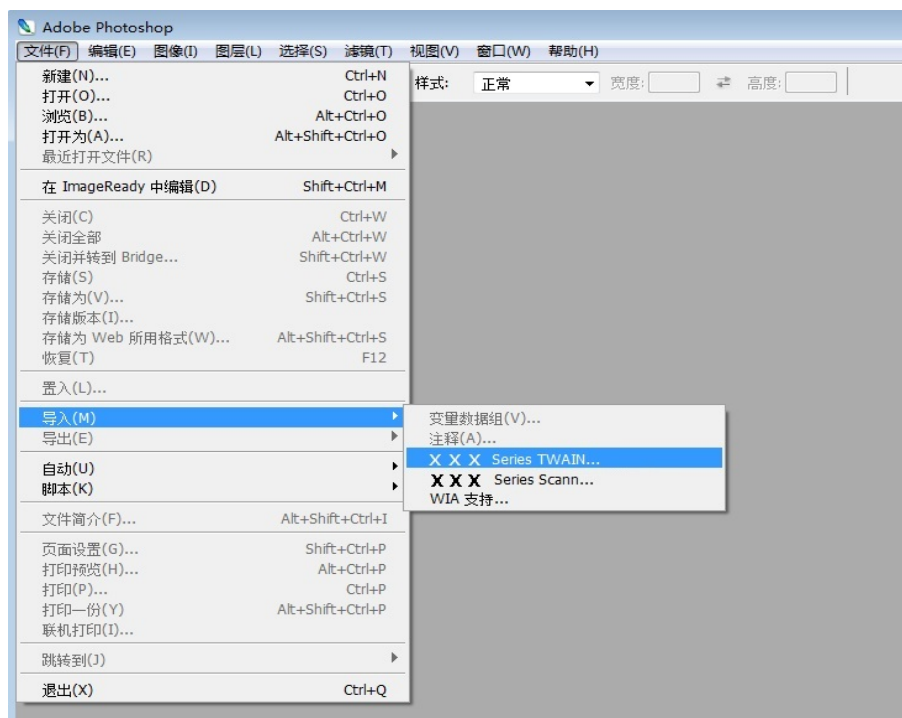 Adobe Photoshop
文件(F) 编辑(E) 图像(I) 图层(L) 选择(S) 滤镜(T) 视图(V) 窗口(W) 帮助(H)
样式: 正常 宽度: 高度:
新建(N)... Ctrl+N
打开(O)... Ctrl+O
浏览(B)... Alt+Ctrl+O
打开为(A)... Alt+Shift+Ctrl+O
最近打开文件(R)
在 ImageReady 中编辑(D) Shift+Ctrl+M
关闭(C) Ctrl+W
关闭全部 Alt+Ctrl+W
关闭并转到 Bridge... Shift+Ctrl+W
存储(S) Ctrl+S
存储为(V)... Shift+Ctrl+S
存储版本(I)...
存储为 Web 所用格式(W)... Alt+Shift+Ctrl+S
恢复(T) F12
置入(L)...
导入(M)
导出(E)
变量数据组(V)...
注释(A)...
X X X Series TWAIN...
X X X Series Scann...
WIA 支持...
自动(U)
脚本(K)
文件简介(F)... Alt+Shift+Ctrl+I
页面设置(G)... Shift+Ctrl+P
打印预览(H)... Alt+Ctrl+P
打印(P)... Ctrl+P
打印一份(Y) Alt+Shift+Ctrl+P
联机打印(I)...
跳转到(J)
退出(X) Ctrl+Q